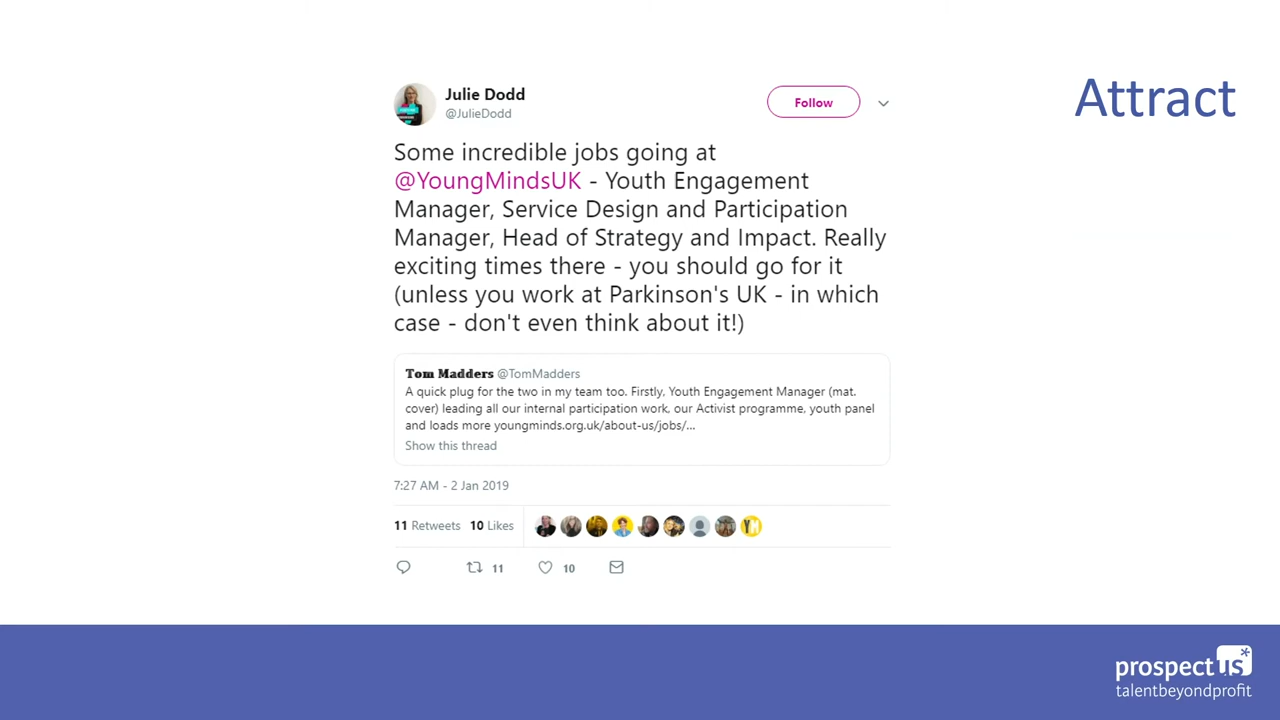 Attract
Julie Dodd
@JulieDodd
Follow
Some incredible jobs going at
@YoungMindsUK - Youth Engagement
Manager, Service Design and Participation
Manager, Head of Strategy and Impact. Really
exciting times there - you should go for it
(unless you work at Parkinson's UK - in which
case - don't even think about it!)
Tom Madders @TomMadders
A quick plug for the two in my team too. Firstly, Youth Engagement Manager (mat.
cover) leading all our internal participation work, our Activist programme, youth panel
and loads more youngminds.org.uk/about-us/jobs/...
Show this thread
7:27 AM - 2 Jan 2019
11 Retweets 10 Likes
YM
11 10
prospectus*
talentbeyondprofit